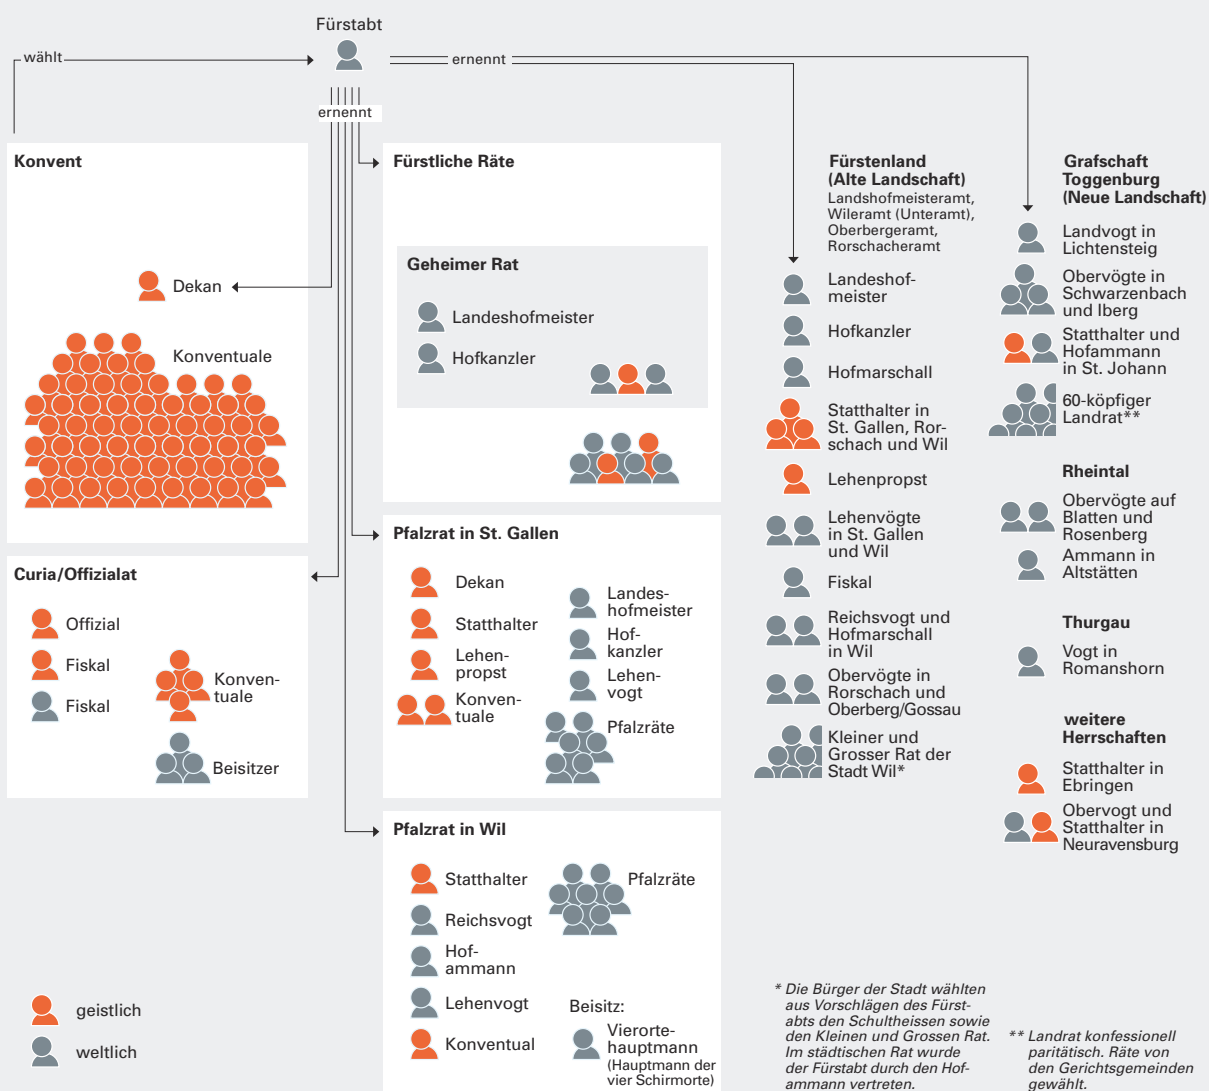 Fürstabt
wählt
ernennt
ernennt
Konvent
Dekan
Konventuale
Curia/Offizialat
Offizial
Fiskal
Fiskal
Konven-
tuale
Beisitzer
geistlich
weltlich
Fürstliche Räte
Geheimer Rat
Landeshofmeister
Hofkanzler
Pfalzrat in St. Gallen
Dekan
Statthalter
Lehen-
propst
Konven-
tuale
Landes-
hofmeister
Hof-
kanzler
Lehen-
vogt
Pfalzräte
Pfalzrat in Wil
Statthalter
Reichsvogt
Hof-
ammann
Lehenvogt
Konventual
Pfalzräte
Beisitz:
Vierorte-
hauptmann
(Hauptmann der
vier Schirmorte)
Fürstenland
(Alte Landschaft)
Landshofmeisteramt,
Wileramt (Unteramt),
Oberbergeramt,
Rorschacheramt
Landeshof-
meister
Hofkanzler
Hofmarschall
Statthalter in
St. Gallen, Ror-
schach und Wil
Lehenpropst
Lehenvögte
in St. Gallen
und Wil
Fiskal
Reichsvogt und
Hofmarschall
in Wil
Obervögte in
Rorschach und
Oberberg/Gossau
Kleiner und
Grosser Rat der
Stadt Wil*
* Die Bürger der Stadt wählten
aus Vorschlägen des Fürst-
abts den Schultheissen sowie
den Kleinen und Grossen Rat.
Im städtischen Rat wurde
der Fürstabt durch den Hof-
ammann vertreten.
Grafschaft
Toggenburg
(Neue Landschaft)
Landvogt in
Lichtensteig
Obervögte in
Schwarzenbach
und Iberg
Statthalter und
Hofammann
in St. Johann
60-köpfiger
Landrat**
Rheintal
Obervögte auf
Blatten und
Rosenberg
Ammann in
Altstätten
Thurgau
Vogt in
Romanshorn
weitere
Herrschaften
Statthalter in
Ebringen
Obervogt und
Statthalter in
Neuravensburg
** Landrat konfessionell
paritätisch. Räte von
den Gerichtsgemeinden
gewählt.